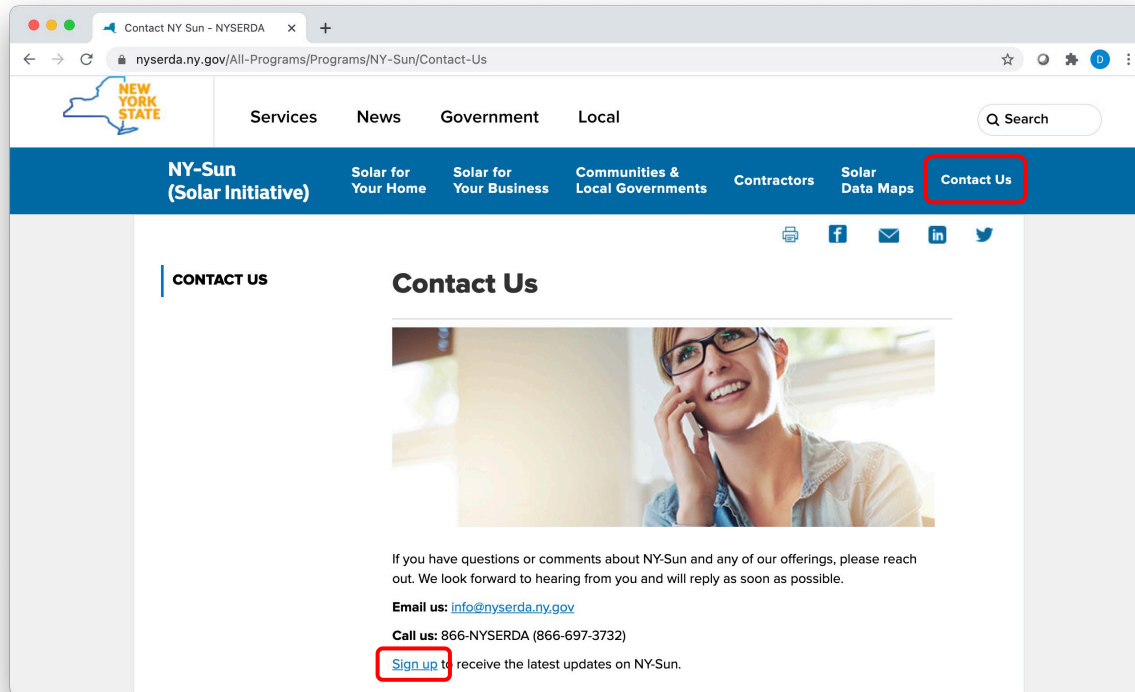 Contact NY Sun - NYSERDA
nyserda.ny.gov/All-Programs/Programs/NY-Sun/Contact-Us
D
NEW
YORK
STATE
Services News Government Local
Search
NY-Sun
(Solar Initiative)
Solar for
Your Home
Solar for
Your Business
Communities &
Local Governments
Contractors
Solar
Data Maps
Contact Us
CONTACT US
Contact Us
If you have questions or comments about NY-Sun and any of our offerings, please reach
out. We look forward to hearing from you and will reply as soon as possible.
Email us: info@nyserda.ny.gov
Call us: 866-NYSERDA (866-697-3732)
Sign up to receive the latest updates on NY-Sun.